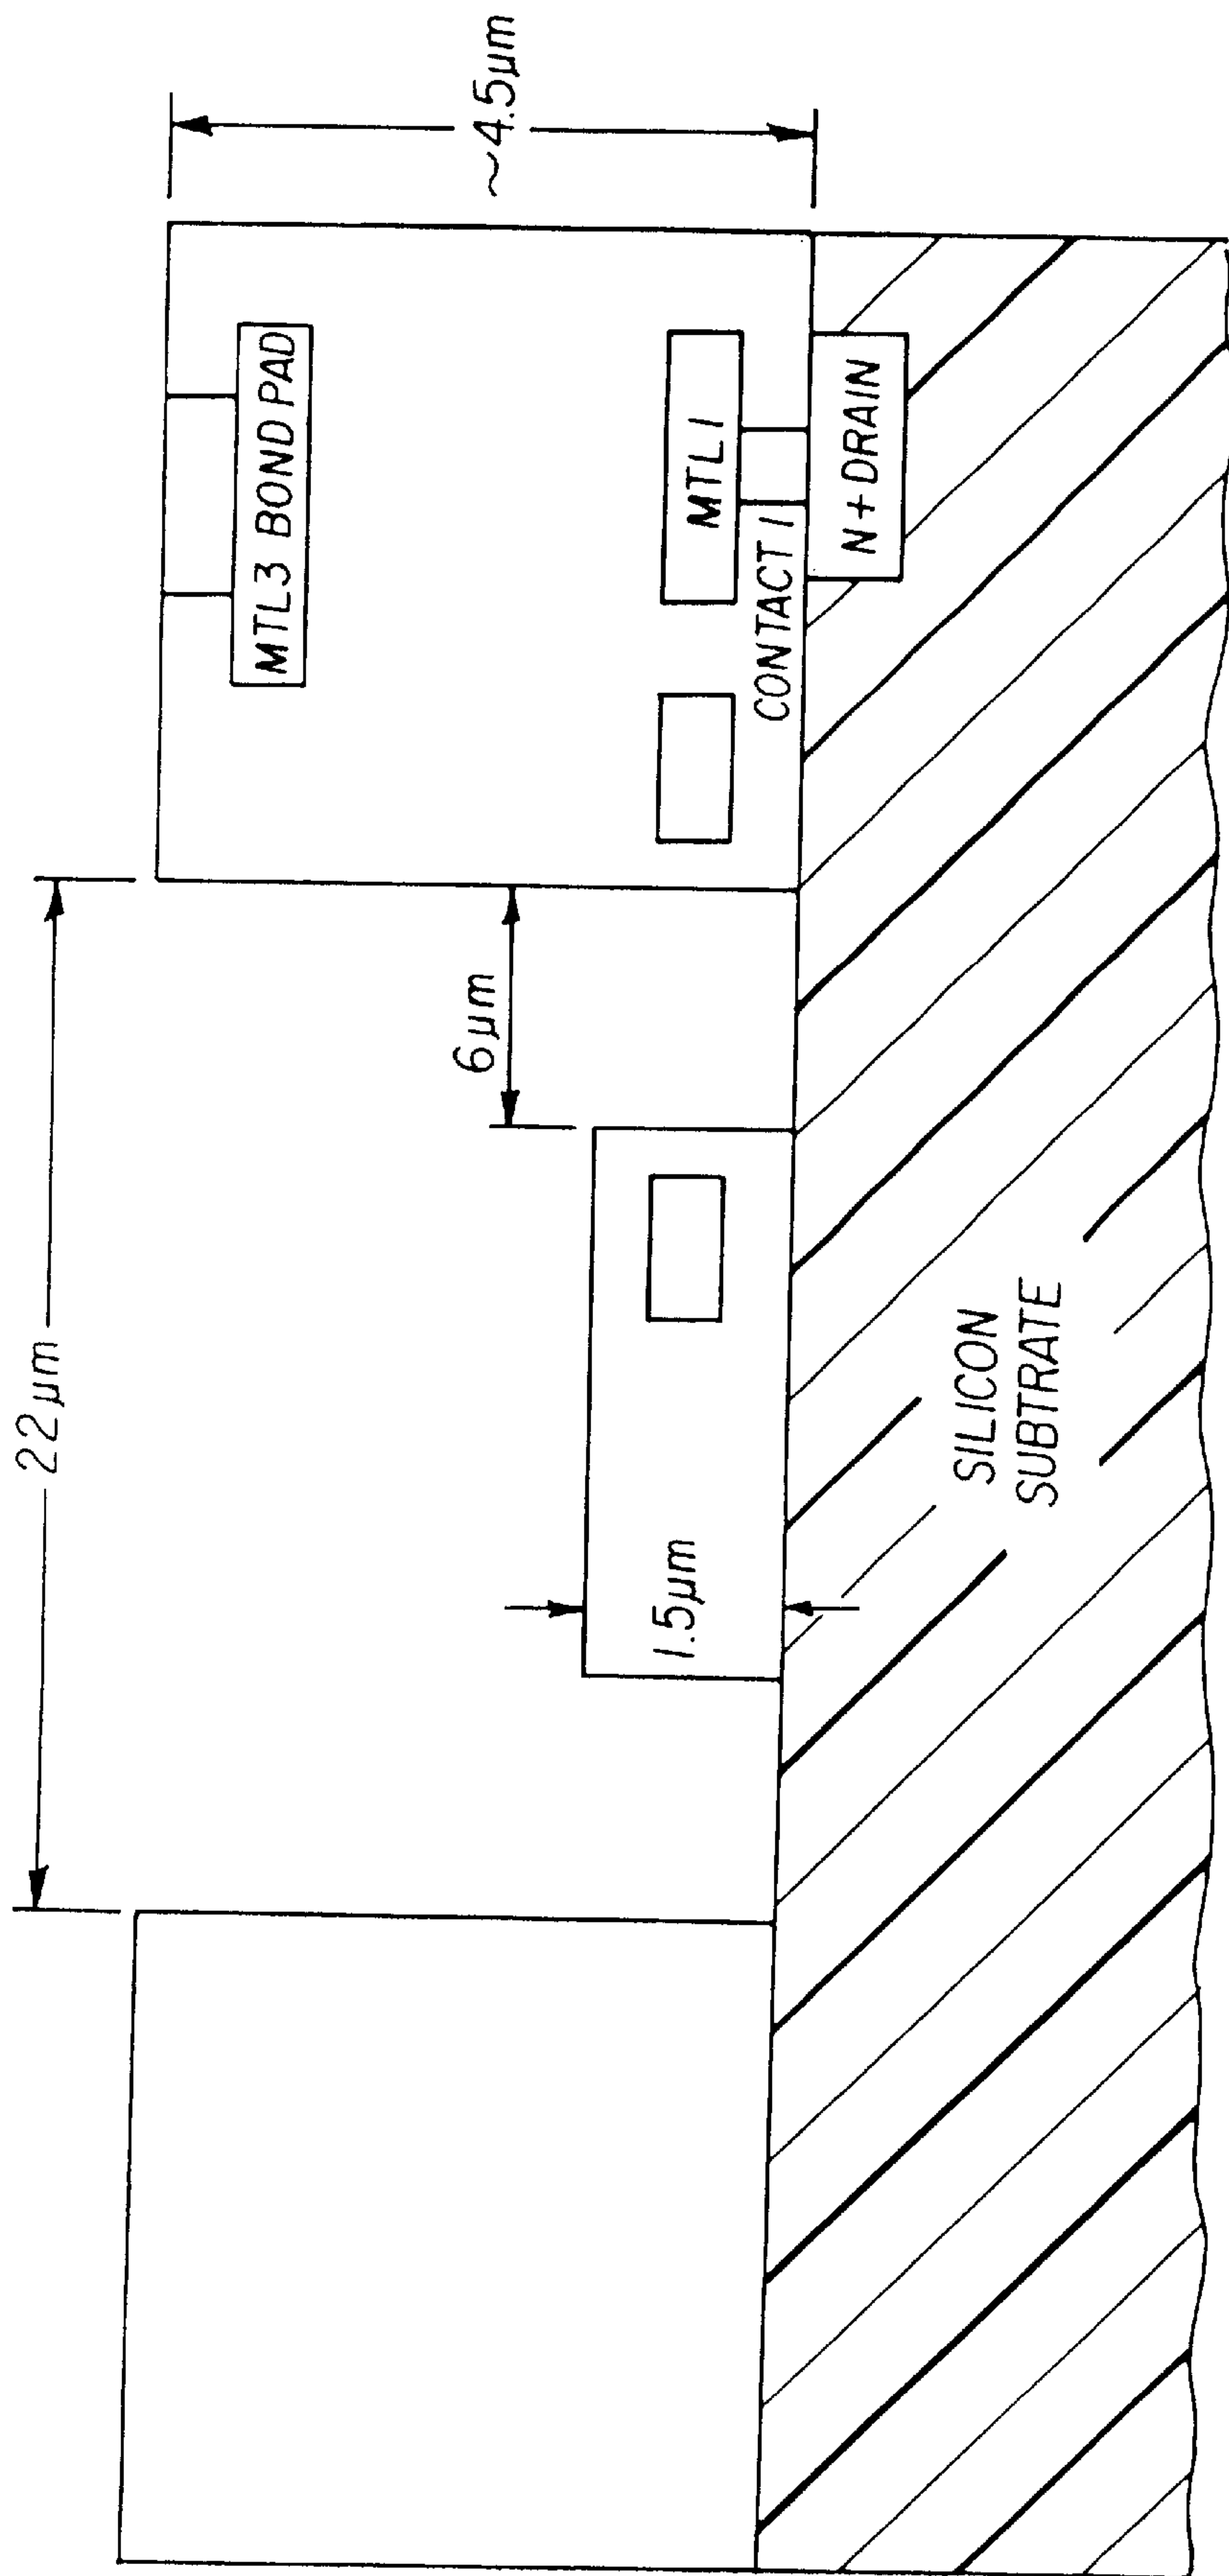 22µm
~4.5µm
6µm
1.5µm
MTL3 BOND PAD
MTL1
CONTACT 1
N+DRAIN
SILICON
SUBTRATE